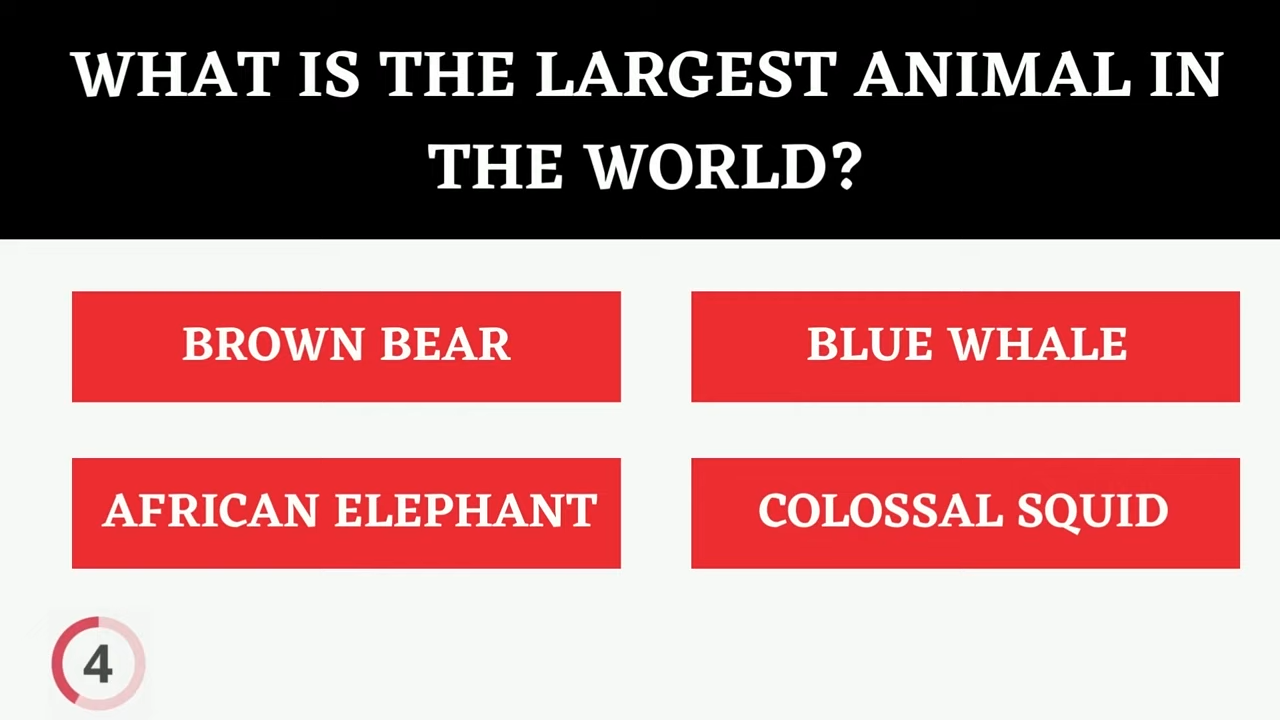 WHAT IS THE LARGEST ANIMAL IN
THE WORLD?
BROWN BEAR
BLUE WHALE
AFRICAN ELEPHANT
COLOSSAL SQUID
4